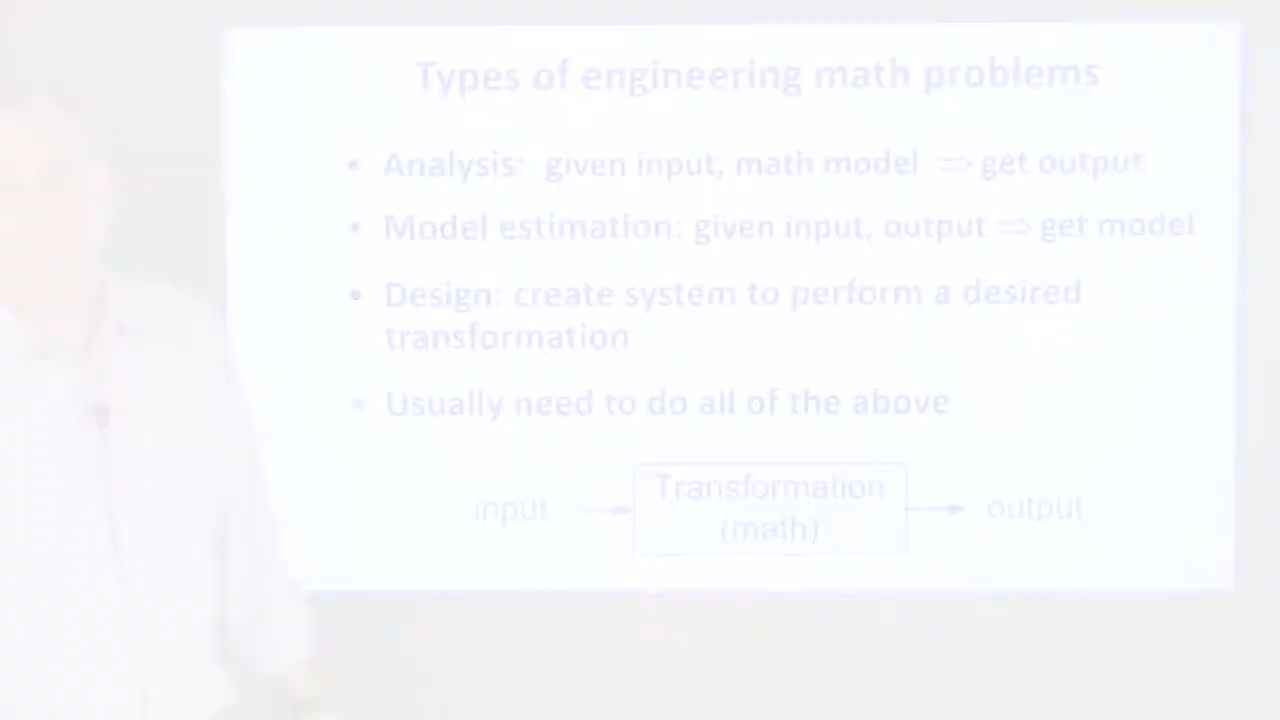 Types of engineering math problems
• Analysis: given input, math model ⇒ get output
• Model estimation: given input, output ⇒ get model
• Design: create system to perform a desired
transformation
• Usually need to do all of the above
input
Transformation
(math)
output